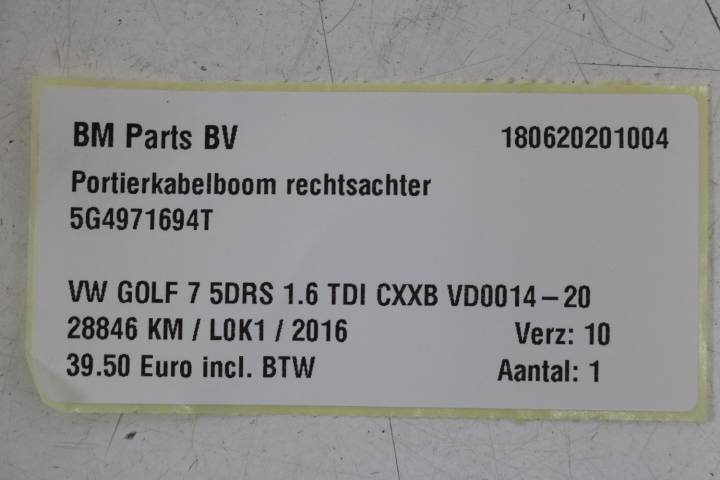 BM Parts BV 180620201004
Portierkabelboom rechtsachter
5G4971694T
VW GOLF 7 5DRS 1.6 TDI CXXB VD0014-20
28846 KM / L0K1 / 2016 Verz: 10
39.50 Euro incl. BTW Aantal: 1